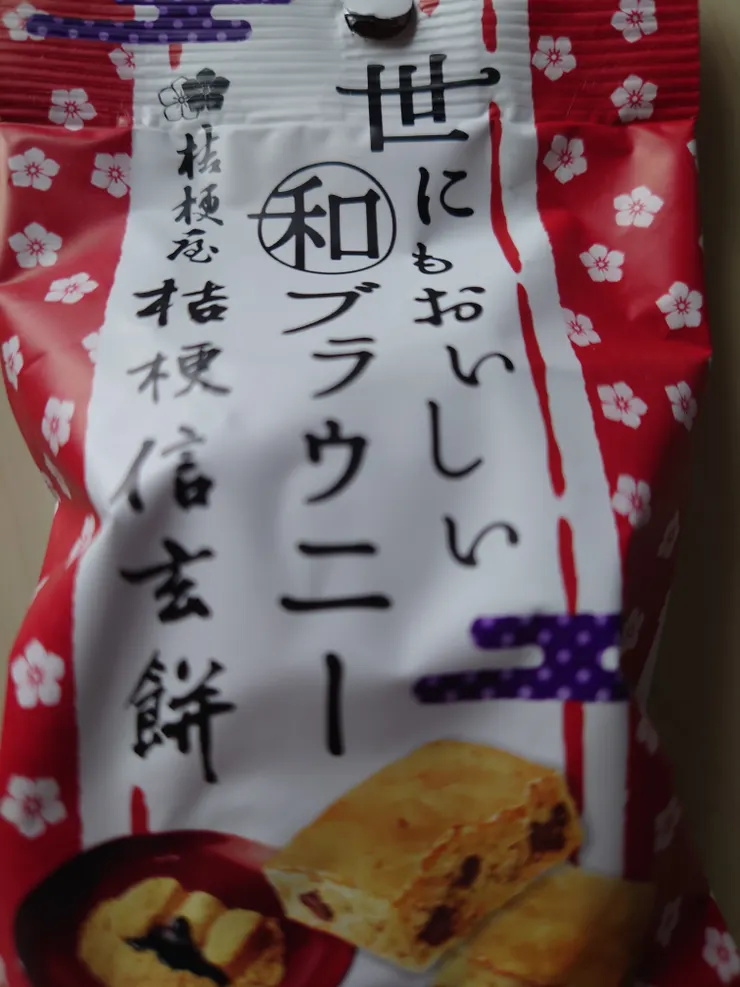 世にもおいしい
和ブラウニー
桔梗屋
桔梗信玄餅